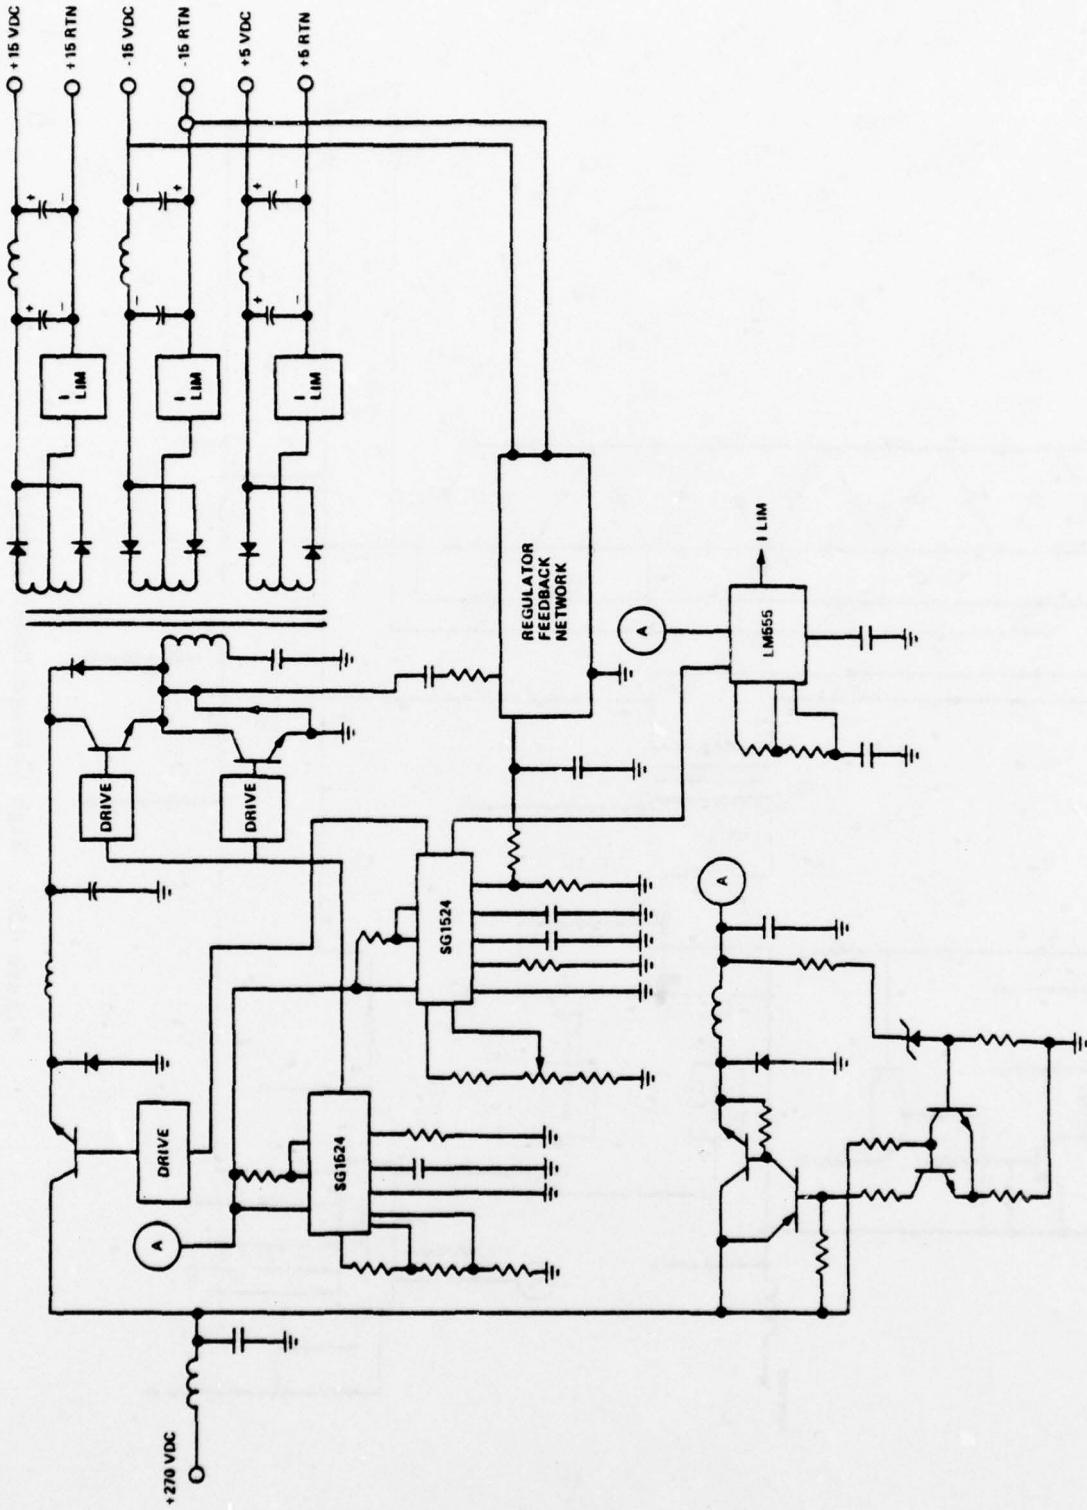 +15 VDC
+15 RTN
-15 VDC
-15 RTN
+5 VDC
+5 RTN
+ +
- -
I
LIM
- -
+ +
I
LIM
+ +
- -
I
LIM
DRIVE
DRIVE
DRIVE
REGULATOR
FEEDBACK
NETWORK
A
LM555
I LIM
SG1524
SG1524
A
A
+270 VDC